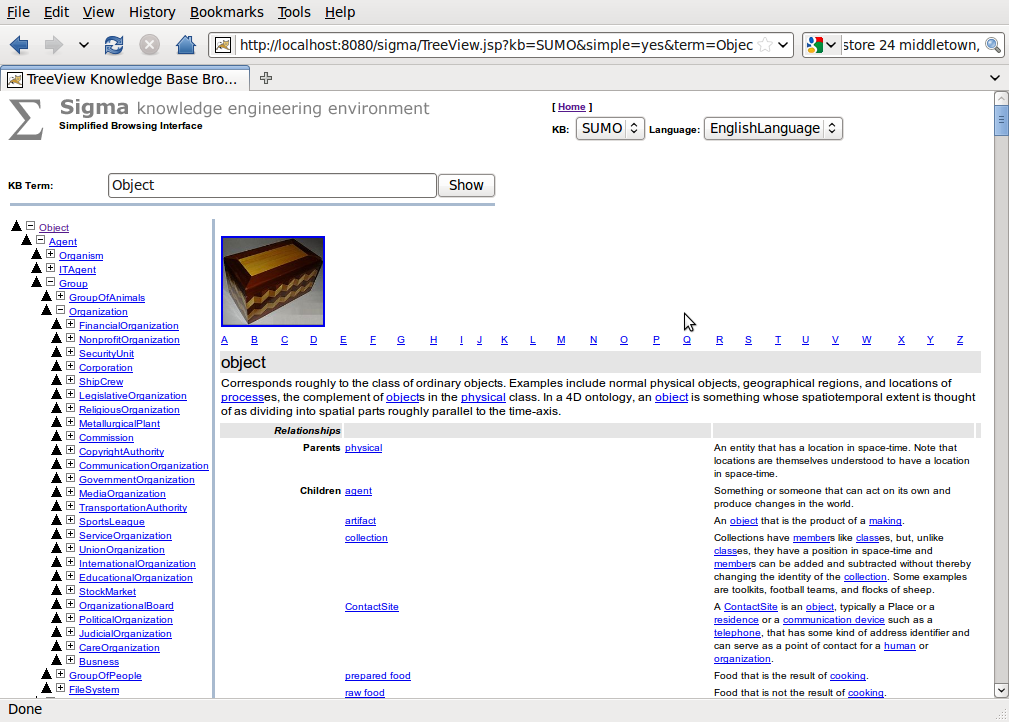 File Edit View History Bookmarks Tools Help
http://localhost:8080/sigma/TreeView.jsp?kb=SUMO&simple=yes&term=Objec
store 24 middletown,
TreeView Knowledge Base Bro...
Σ Sigma knowledge engineering environment
Simplified Browsing Interface
[ Home ]
KB: SUMO Language: EnglishLanguage
KB Term: Object Show
Object
Agent
Organism
ITAgent
Group
GroupOfAnimals
Organization
FinancialOrganization
NonprofitOrganization
SecurityUnit
Corporation
ShipCrew
LegislativeOrganization
ReligiousOrganization
MetallurgicalPlant
Commission
CopyrightAuthority
CommunicationOrganization
GovernmentOrganization
MediaOrganization
TransportationAuthority
SportsLeague
ServiceOrganization
UnionOrganization
InternationalOrganization
EducationalOrganization
StockMarket
OrganizationalBoard
PoliticalOrganization
JudicialOrganization
CareOrganization
Busness
GroupOfPeople
FileSystem
A B C D E F G H I J K L M N O P Q R S T U V W X Y Z
object
Corresponds roughly to the class of ordinary objects. Examples include normal physical objects, geographical regions, and locations of
processes, the complement of objects in the physical class. In a 4D ontology, an object is something whose spatiotemporal extent is thought
of as dividing into spatial parts roughly parallel to the time-axis.
Relationships
Parents physical An entity that has a location in space-time. Note that
locations are themselves understood to have a location
in space-time.
Children agent Something or someone that can act on its own and
produce changes in the world.
artifact An object that is the product of a making.
collection Collections have members like classes, but, unlike
classes, they have a position in space-time and
members can be added and subtracted without thereby
changing the identity of the collection. Some examples
are toolkits, football teams, and flocks of sheep.
ContactSite A ContactSite is an object, typically a Place or a
residence or a communication device such as a
telephone, that has some kind of address identifier and
can serve as a point of contact for a human or
organization.
prepared food Food that is the result of cooking.
raw food Food that is not the result of cooking.
Done